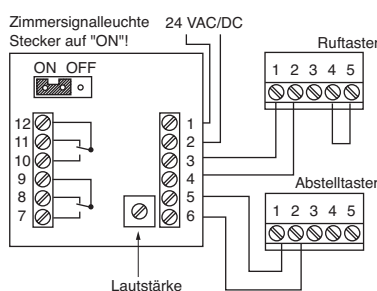 Zimmersignalleuchte
Stecker auf "ON"!
24 VAC/DC
Ruftaster
ON OFF
1 2 3 4 5
12
11
10
9
8
7
1
2
3
4
5
6
Abstelltaster
1 2 3 4 5
Lautstärke